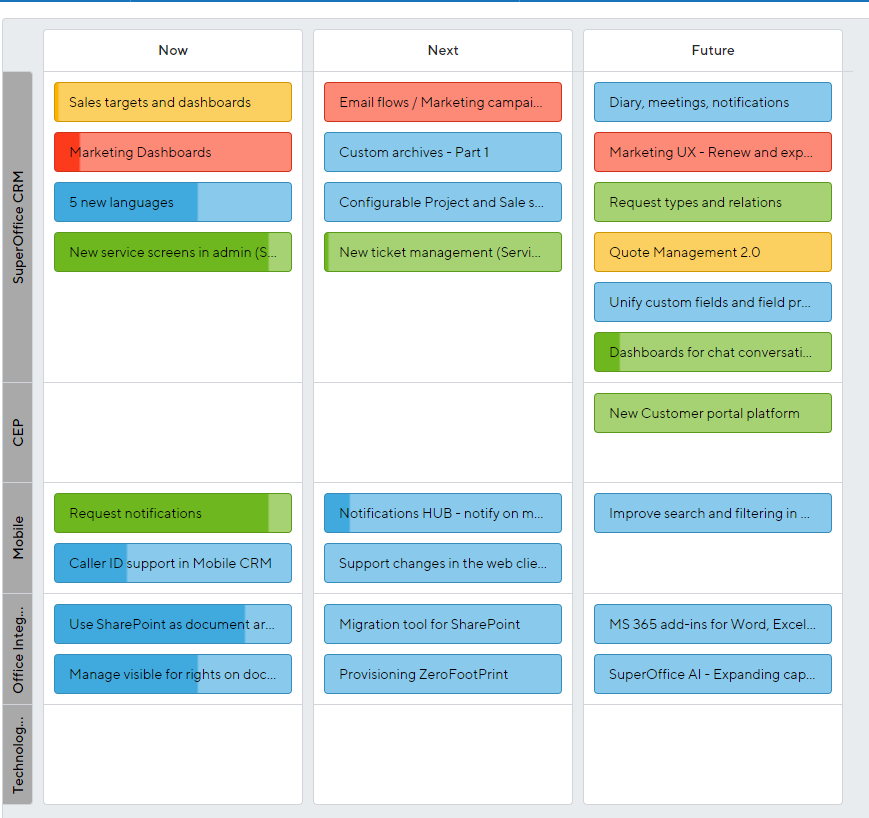 Now
Next
Future
SuperOffice CRM
Sales targets and dashboards
Marketing Dashboards
5 new languages
New service screens in admin (S...
Email flows / Marketing campai...
Custom archives - Part 1
Configurable Project and Sale s...
New ticket management (Servi...
Diary, meetings, notifications
Marketing UX - Renew and exp...
Request types and relations
Quote Management 2.0
Unify custom fields and field pr...
Dashboards for chat conversati...
CEP
New Customer portal platform
Mobile
Request notifications
Caller ID support in Mobile CRM
Notifications HUB - notify on m...
Support changes in the web clie...
Improve search and filtering in ...
Office Integ...
Use SharePoint as document ar...
Manage visible for rights on doc...
Migration tool for SharePoint
Provisioning ZeroFootPrint
MS 365 add-ins for Word, Excel...
SuperOffice AI - Expanding cap...
Technolog...